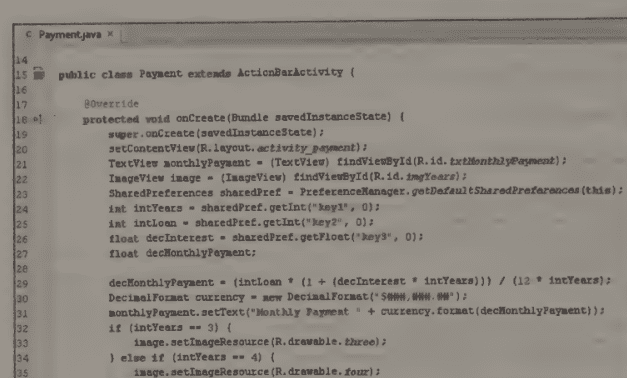 Payment.java ×
14
15 public class Payment extends ActionBarActivity {
16
17 @Override
18 protected void onCreate(Bundle savedInstanceState) {
19 super.onCreate(savedInstanceState);
20 setContentView(R.layout.activity_payment);
21 TextView monthlyPayment = (TextView) findViewById(R.id.txtMonthlyPayment);
22 ImageView image = (ImageView) findViewById(R.id.imgYears);
23 SharedPreferences sharedPref = PreferenceManager.getDefaultSharedPreferences(this);
24 int intYears = sharedPref.getInt("key1", 0);
25 int intLoan = sharedPref.getInt("key2", 0);
26 float decInterest = sharedPref.getFloat("key3", 0);
27 float decMonthlyPayment;
28
29 decMonthlyPayment = (intLoan * (1 + (decInterest * intYears))) / (12 * intYears);
30 DecimalFormat currency = new DecimalFormat("$###,###.##");
31 monthlyPayment.setText("Monthly Payment " + currency.format(decMonthlyPayment));
32 if (intYears == 3) {
33 image.setImageResource(R.drawable.three);
34 } else if (intYears == 4) {
35 image.setImageResource(R.drawable.four);